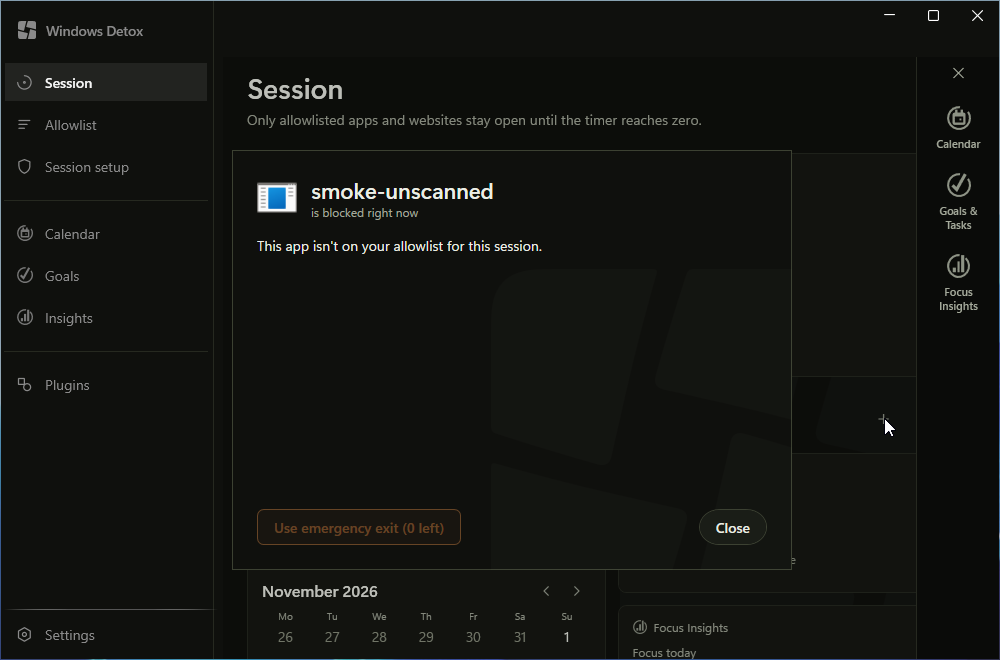 Windows Detox
Session
Allowlist
Session setup
Calendar
Goals
Insights
Plugins
Settings
Session
Only allowlisted apps and websites stay open until the timer reaches zero.
smoke-unscanned
is blocked right now
This app isn't on your allowlist for this session.
Use emergency exit (0 left)
Close
November 2026
Mo Tu We Th Fr Sa Su
26 27 28 29 30 31 1
Focus Insights
Focus today
Calendar
Goals &
Tasks
Focus
Insights